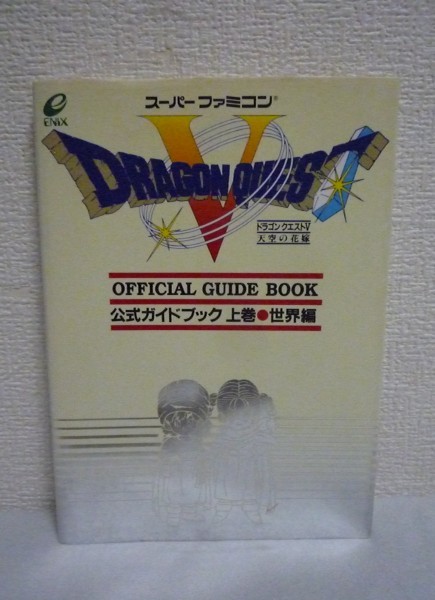 ENIX
スーパーファミコン®
V
DRAGON QUEST
ドラゴンクエストV
天空の花嫁
OFFICIAL GUIDE BOOK
公式ガイドブック 上巻●世界編